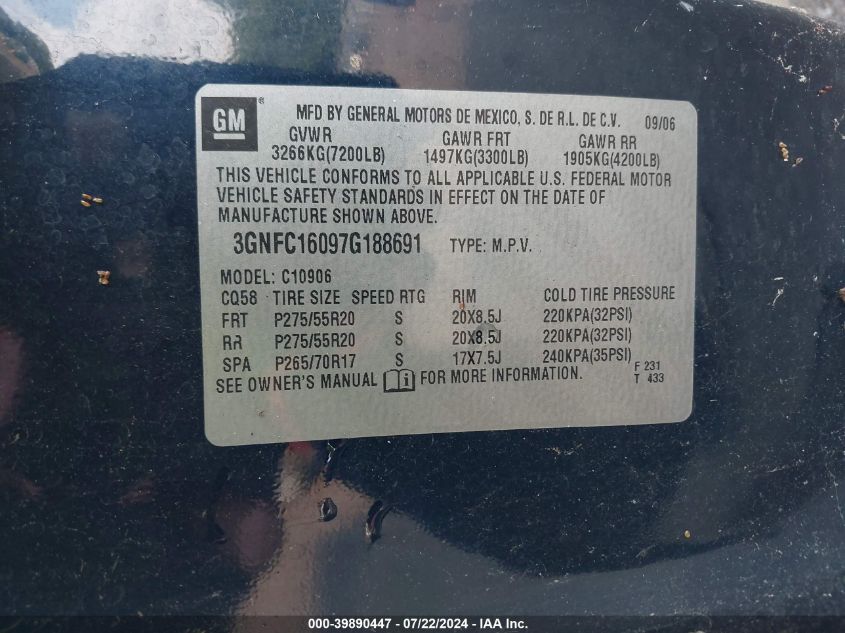 GM ® MFD BY GENERAL MOTORS DE MEXICO, S. DE R.L. DE C.V. 09/06
GVWR GAWR FRT GAWR RR
3266KG(7200LB) 1497KG(3300LB) 1905KG(4200LB)
THIS VEHICLE CONFORMS TO ALL APPLICABLE U.S. FEDERAL MOTOR
VEHICLE SAFETY STANDARDS IN EFFECT ON THE DATE OF
MANUFACTURE SHOWN ABOVE.
3GNFC16097G188691 TYPE: M.P.V.
MODEL: C10906
CQ58 TIRE SIZE SPEED RTG RIM COLD TIRE PRESSURE
FRT P275/55R20 S 20X8.5J 220KPA(32PSI)
RR P275/55R20 S 20X8.5J 220KPA(32PSI)
SPA P265/70R17 S 17X7.5J 240KPA(35PSI) F 231
SEE OWNER'S MANUAL i FOR MORE INFORMATION. T 433
000-39890447 - 07/22/2024 - IAA Inc.